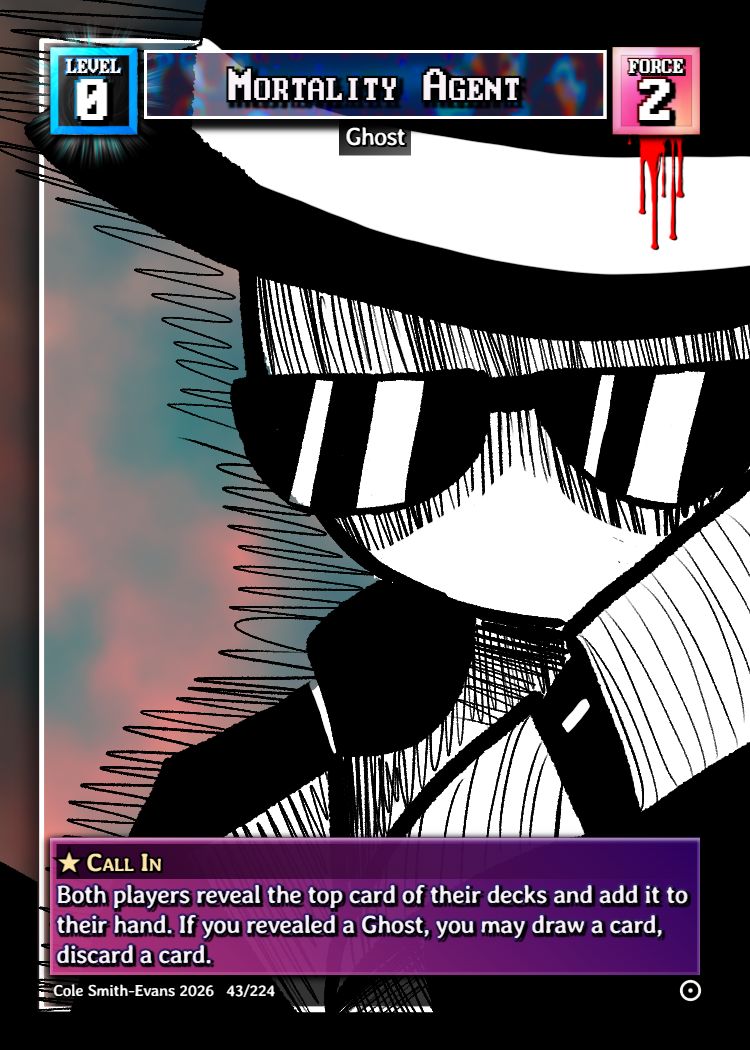 LEVEL
0
Mortality Agent
FORCE
2
Ghost
★ Call In
Both players reveal the top card of their decks and add it to
their hand. If you revealed a Ghost, you may draw a card,
discard a card.
Cole Smith-Evans 2026 43/224